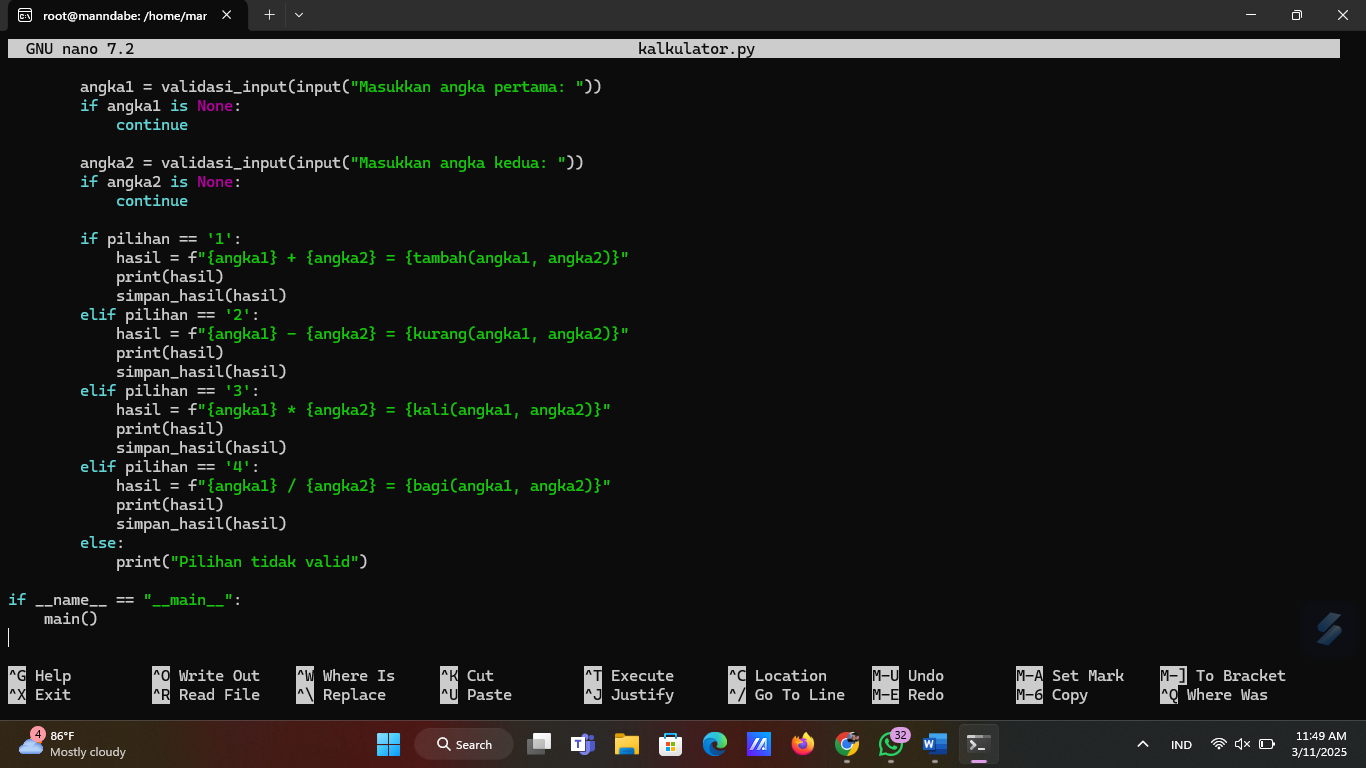 root@manndabe: /home/mar
GNU nano 7.2 kalkulator.py
angka1 = validasi_input(input("Masukkan angka pertama: "))
if angka1 is None:
continue
angka2 = validasi_input(input("Masukkan angka kedua: "))
if angka2 is None:
continue
if pilihan == '1':
hasil = f"{angka1} + {angka2} = {tambah(angka1, angka2)}"
print(hasil)
simpan_hasil(hasil)
elif pilihan == '2':
hasil = f"{angka1} - {angka2} = {kurang(angka1, angka2)}"
print(hasil)
simpan_hasil(hasil)
elif pilihan == '3':
hasil = f"{angka1} * {angka2} = {kali(angka1, angka2)}"
print(hasil)
simpan_hasil(hasil)
elif pilihan == '4':
hasil = f"{angka1} / {angka2} = {bagi(angka1, angka2)}"
print(hasil)
simpan_hasil(hasil)
else:
print("Pilihan tidak valid")
if __name__ == "__main__":
main()
^G Help ^O Write Out ^W Where Is ^K Cut ^T Execute ^C Location M-U Undo M-A Set Mark M-] To Bracket
^X Exit ^R Read File ^\ Replace ^U Paste ^J Justify ^/ Go To Line M-E Redo M-6 Copy ^Q Where Was
4 86°F
Mostly cloudy
Search
32
IND
11:49 AM
3/11/2025